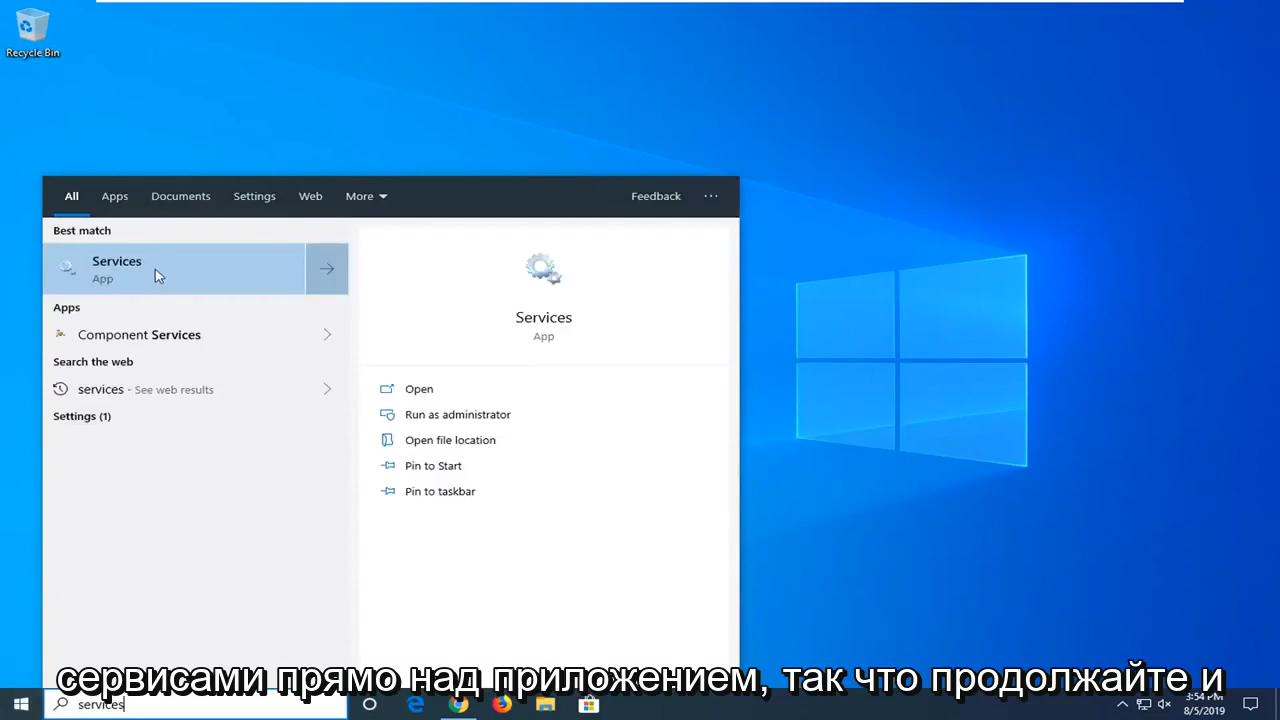 Recycle Bin
All Apps Documents Settings Web More Feedback ...
Best match
Services
App
Apps
Component Services
Search the web
services - See web results
Settings (1)
Services
App
Open
Run as administrator
Open file location
Pin to Start
Pin to taskbar
сервисами прямо над приложением, так что продолжайте и
services
3:54 PM
8/5/2019